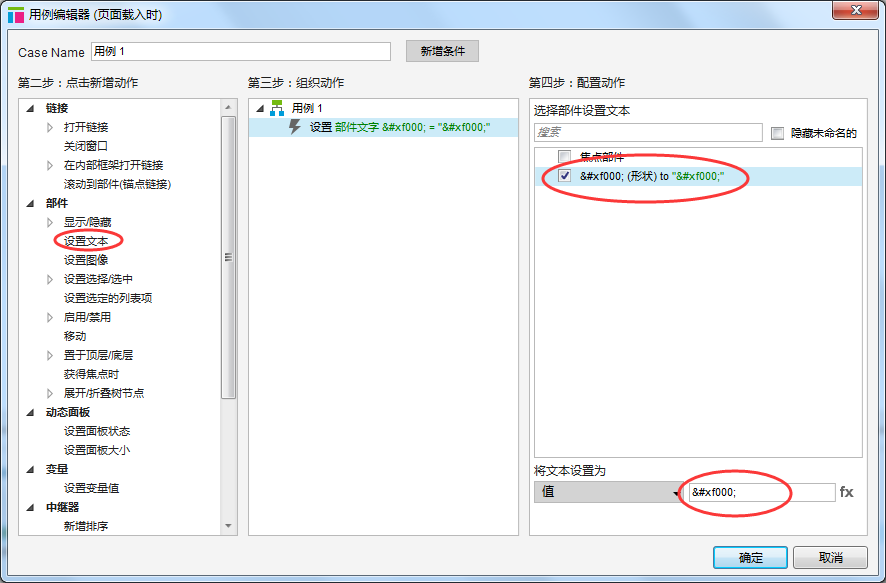 用例编辑器 (页面载入时)
Case Name 用例 1 新增条件
第二步：点击新增动作
链接
打开链接
关闭窗口
在内部框架打开链接
滚动到部件(锚点链接)
部件
显示/隐藏
设置文本
设置图像
设置选择/选中
设置选定的列表项
启用/禁用
移动
置于顶层/底层
获得焦点时
展开/折叠树节点
动态面板
设置面板状态
设置面板大小
变量
设置变量值
中继器
新增排序
第三步：组织动作
用例 1
设置 部件文字 &#xf000; = "&#xf000;"
第四步：配置动作
选择部件设置文本
搜索 隐藏未命名的
焦点部件
&#xf000; (形状) to "&#xf000;"
将文本设置为
值 &#xf000; fx
确定 取消